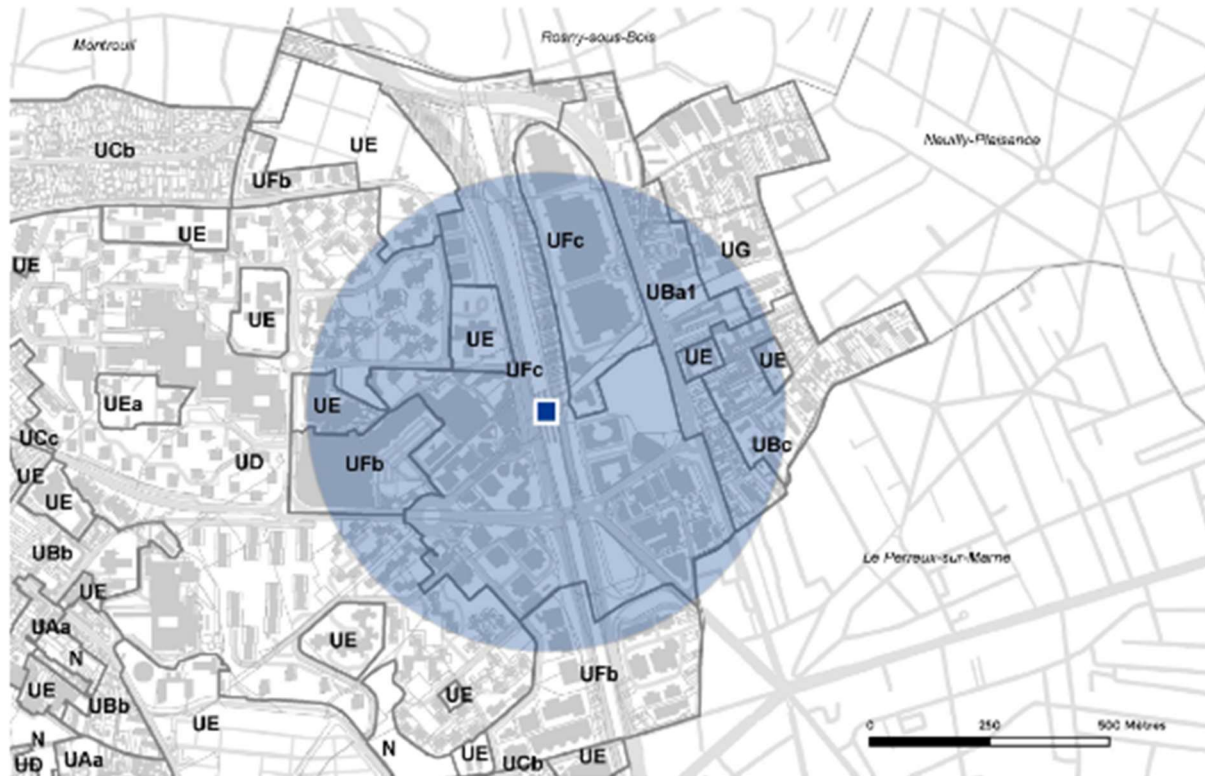 Montreuil
Rosny-sous-Bois
Neuilly-Plaisance
UCb
UE
UFb
UE
UE
UFc
UG
UE
UBa1
UE
UFc
UE
UE
UEa
UE
UCc
UD
UFb
UBc
UE
UE
UBb
Le Perreux-sur-Marne
UE
UAa
N
UE
UE
UE
UFb
UBb
UE
N
N
UAa
UE
UCb
UE
UD
0
250
500 Mètres